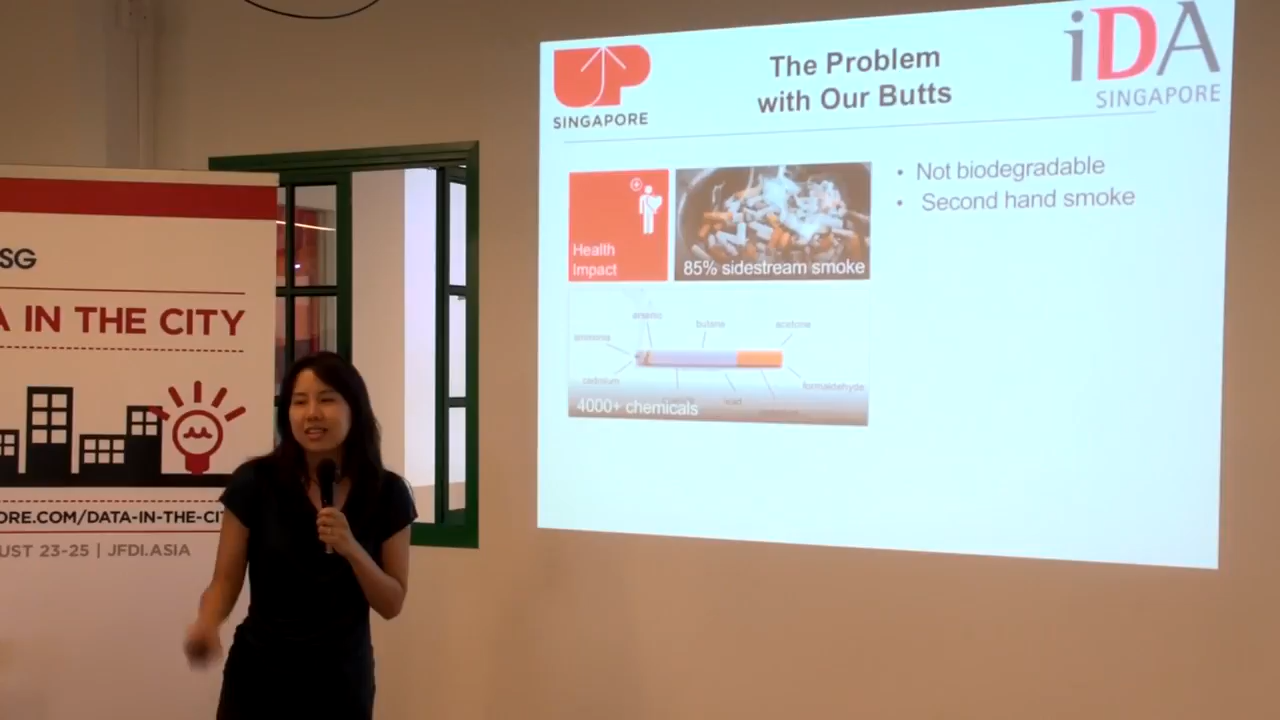 SG
A IN THE CITY
ORE.COM/DATA-IN-THE-CIT
UST 23-25 | JFDI.ASIA
UP
SINGAPORE
The Problem
with Our Butts
iDA
SINGAPORE
Health
Impact
85% sidestream smoke
• Not biodegradable
• Second hand smoke
arsenic
butane
acetone
ammonia
cadmium
lead
formaldehyde
4000+ chemicals